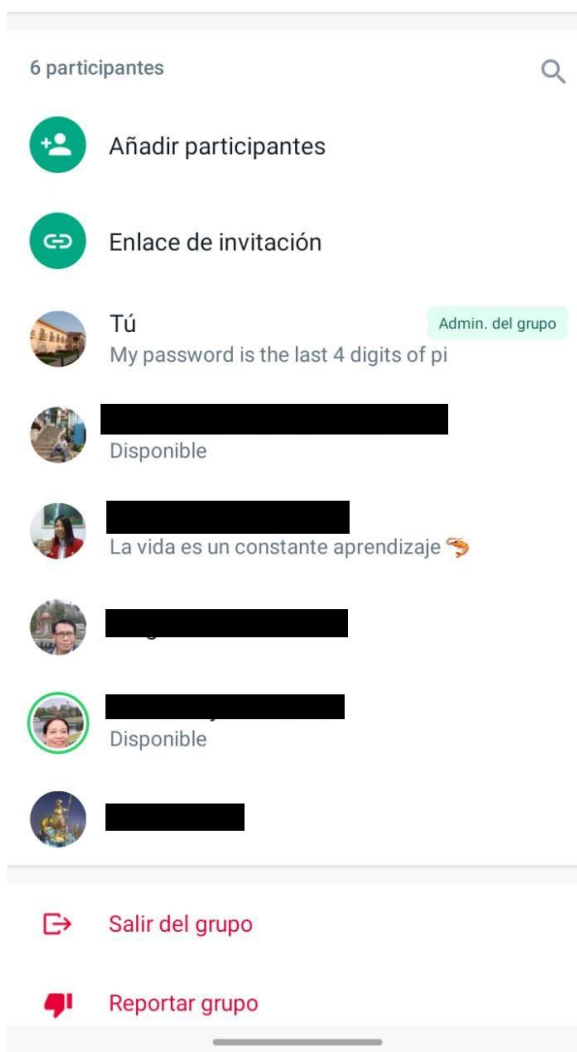 6 participantes
Añadir participantes
Enlace de invitación
Tú
Admin. del grupo
My password is the last 4 digits of pi
Disponible
La vida es un constante aprendizaje 🦐
Disponible
Salir del grupo
Reportar grupo